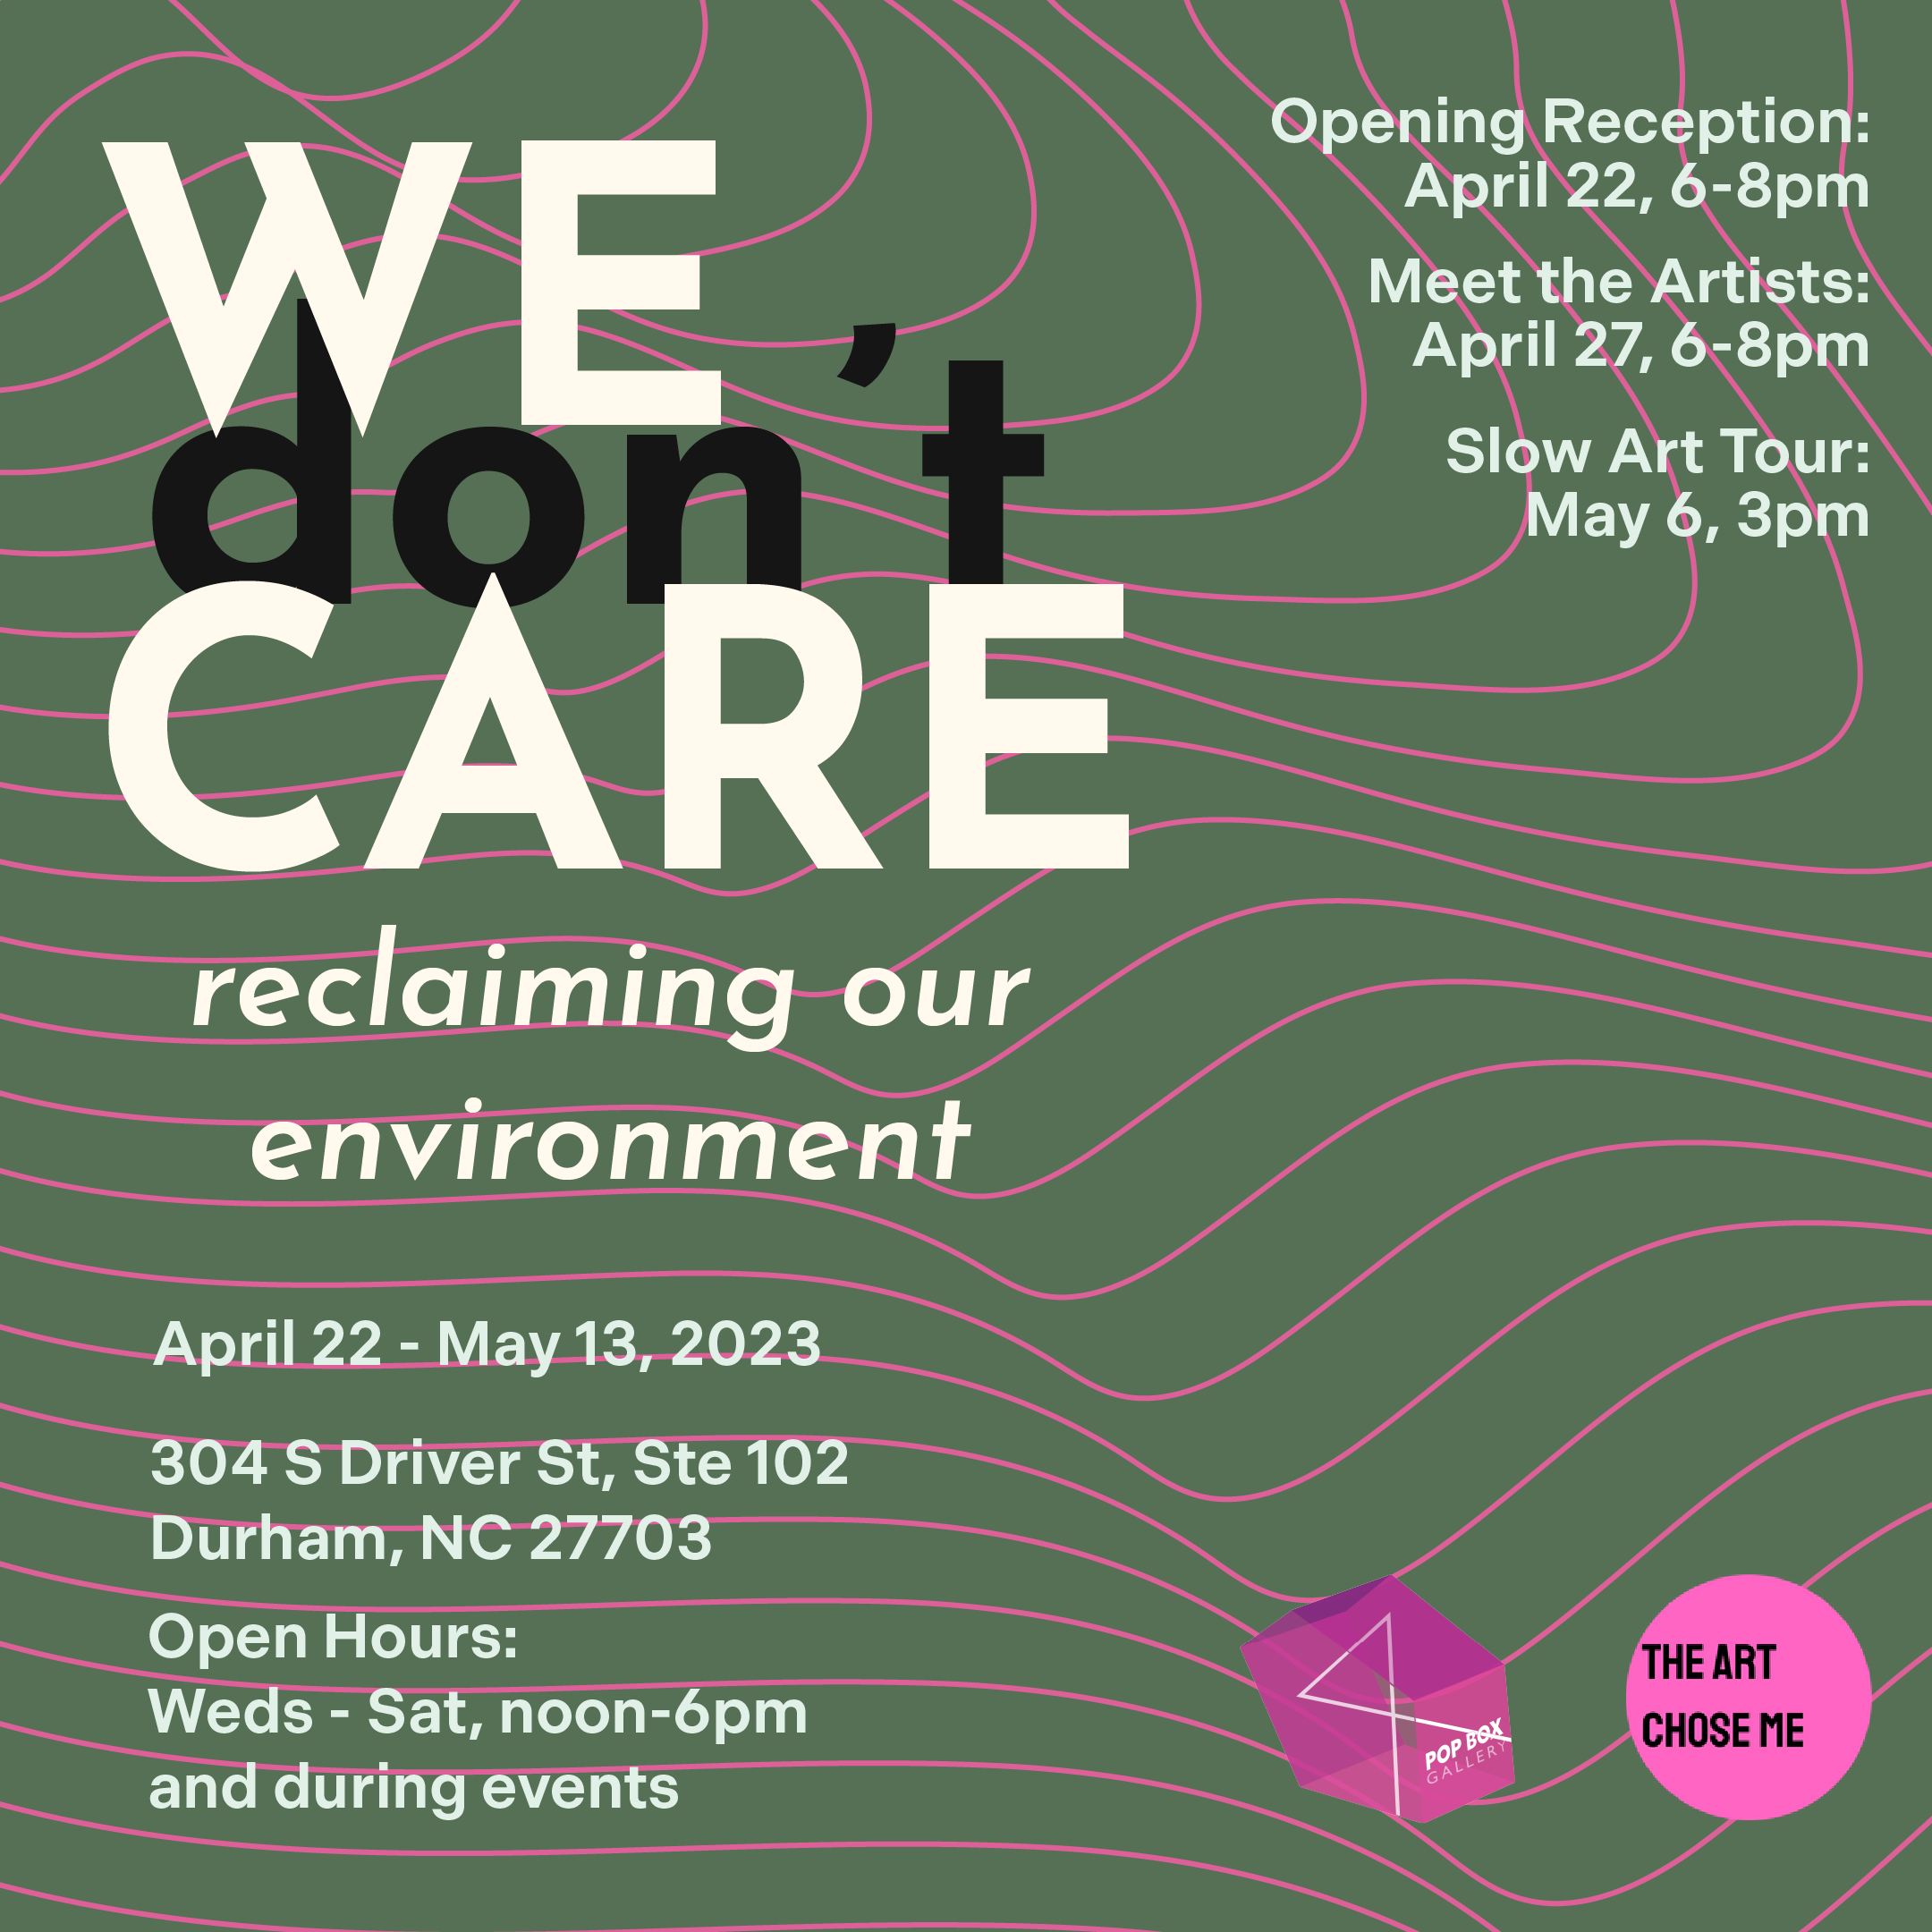 WE
don't
CARE
reclaiming our
environment
Opening Reception:
April 22, 6-8pm
Meet the Artists:
April 27, 6-8pm
Slow Art Tour:
May 6, 3pm
April 22 - May 13, 2023
304 S Driver St, Ste 102
Durham, NC 27703
Open Hours:
Weds - Sat, noon-6pm
and during events
POP BOX
GALLERY
THE ART
CHOSE ME